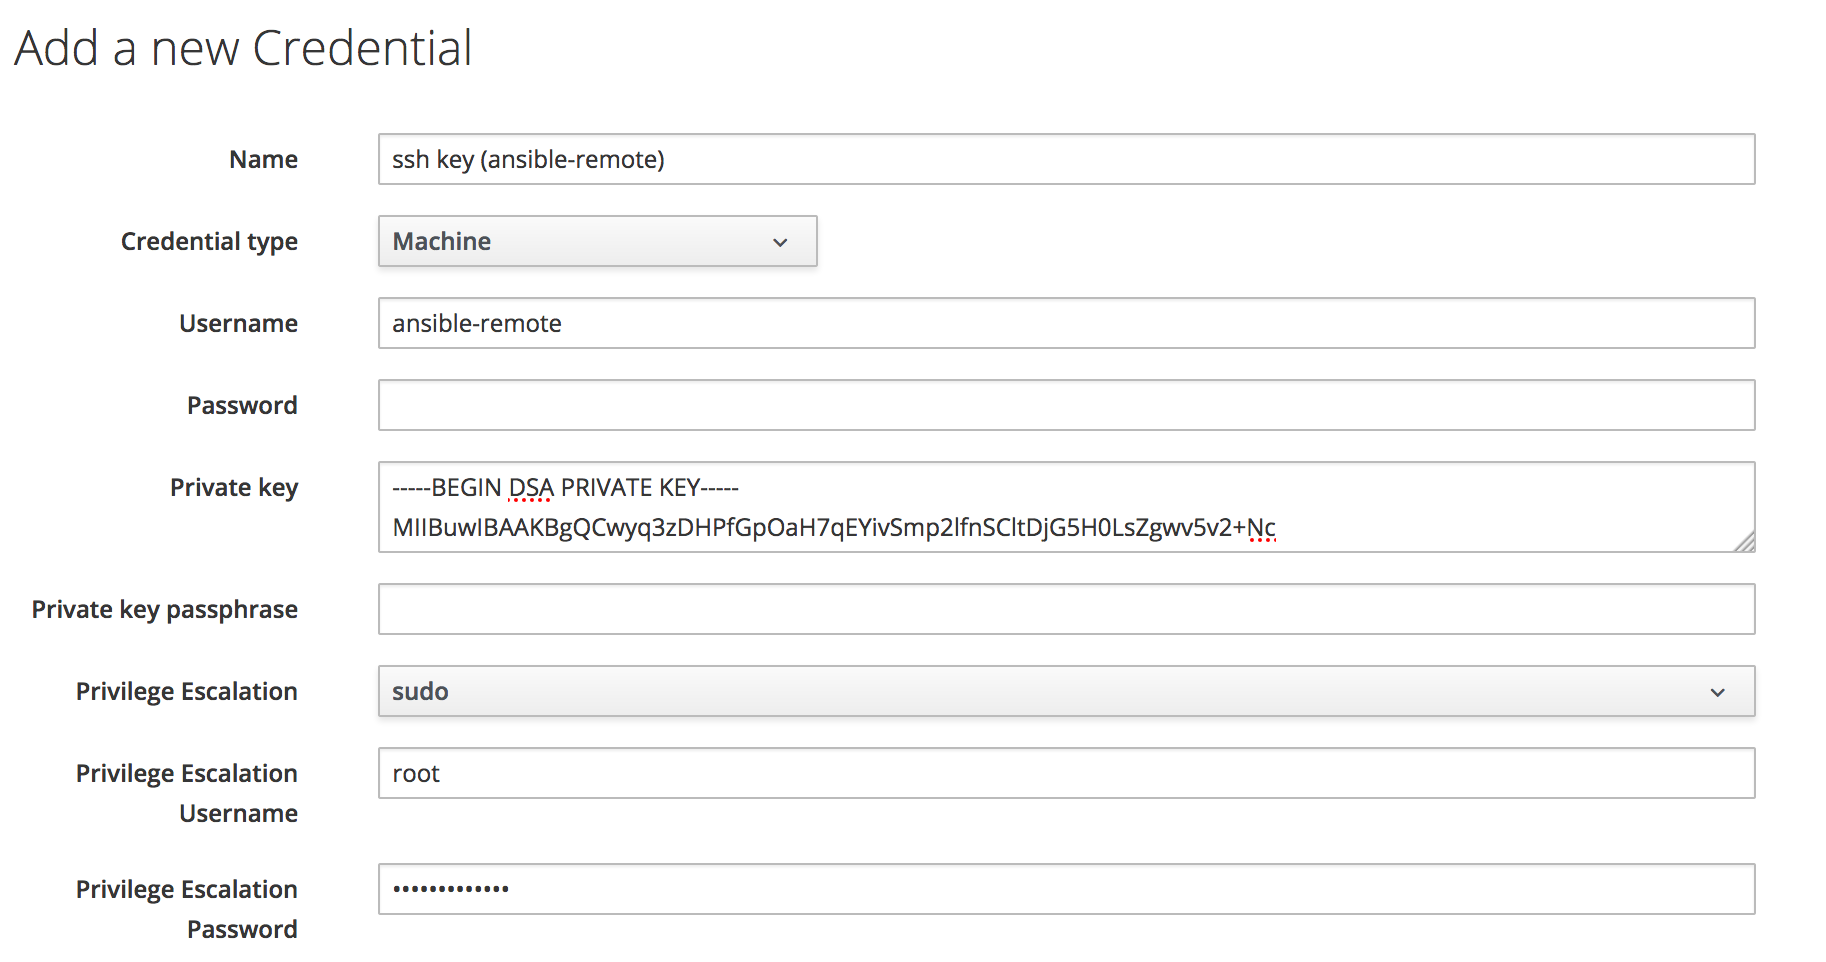 Add a new Credential
Name
ssh key (ansible-remote)
Credential type
Machine
Username
ansible-remote
Password
Private key
-----BEGIN DSA PRIVATE KEY-----
MIIBuwIBAAKBgQCwyq3zDHPfGpOaH7qEYivSmp2lfnSCltDjG5H0LsZgwv5v2+Nc
Private key passphrase
Privilege Escalation
sudo
Privilege Escalation
Username
root
Privilege Escalation
Password
•••••••••••••